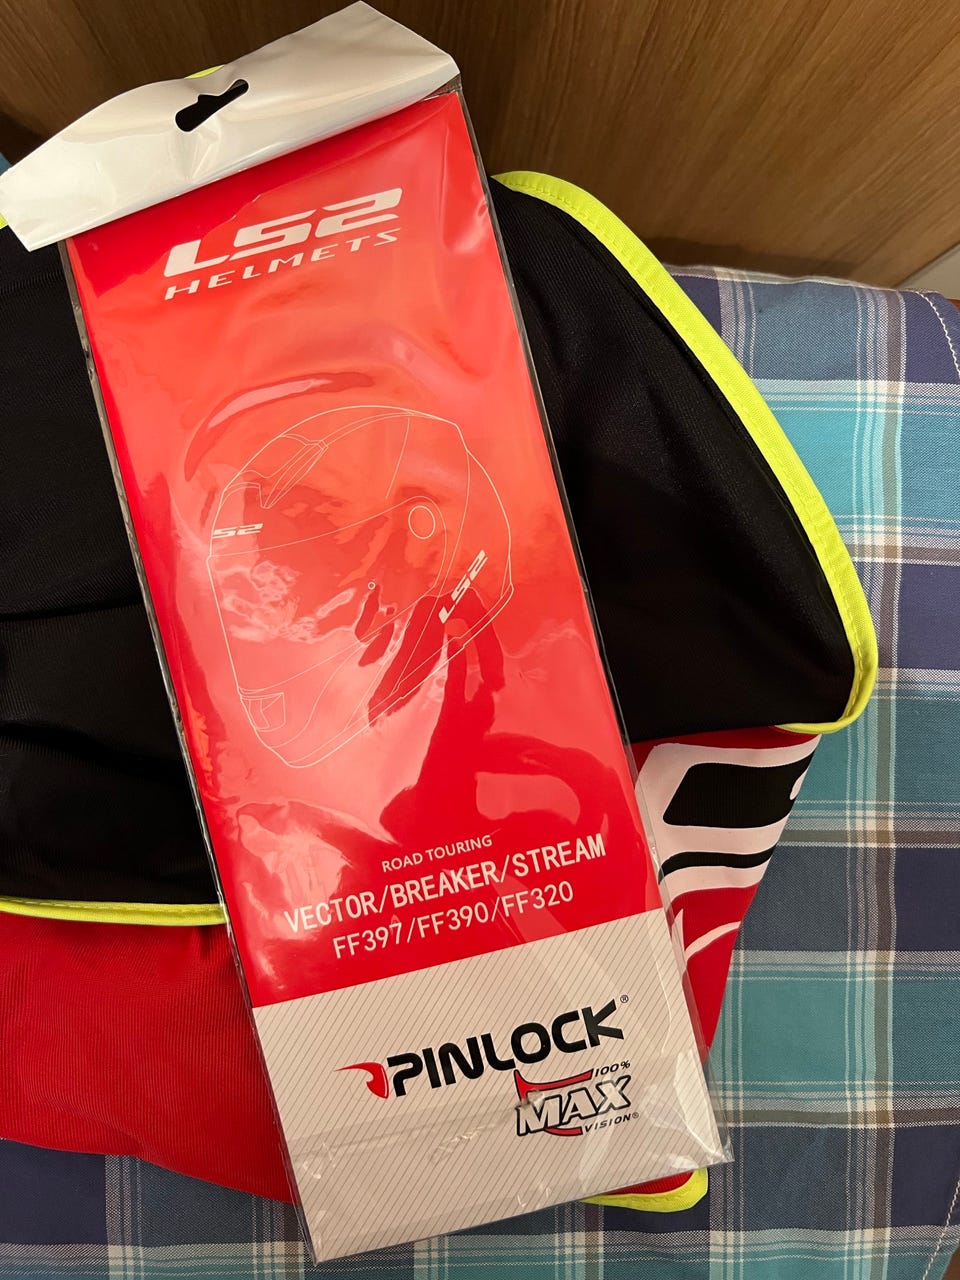 LS2
HELMETS
LS2
LS2
ROAD TOURING
VECTOR/BREAKER/STREAM
FF397/FF390/FF320
PINLOCK®
100%
MAX
VISION®